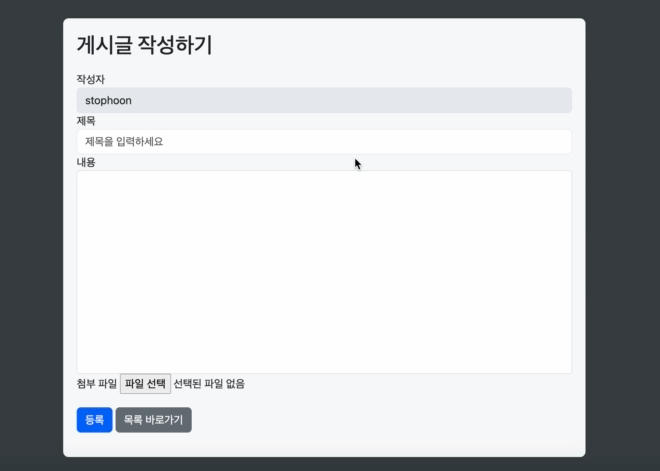 게시글 작성하기
작성자
stophoon
제목
제목을 입력하세요
내용
첨부 파일 파일 선택 선택된 파일 없음
등록 목록 바로가기